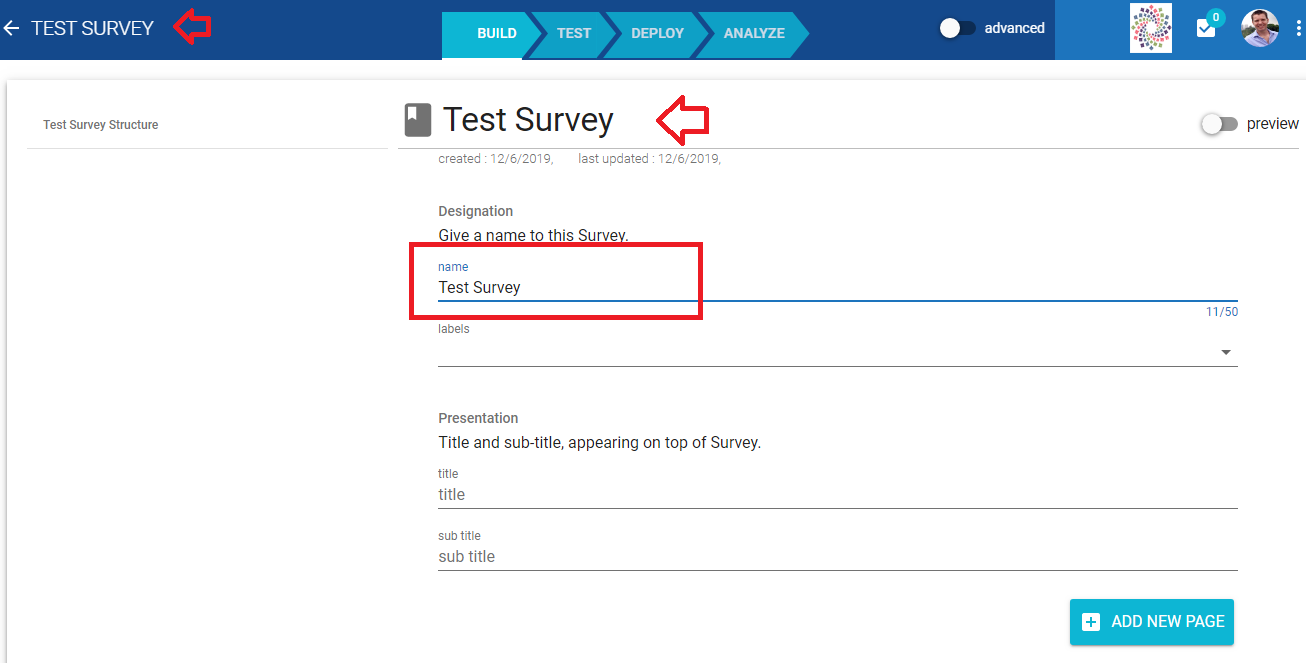 TEST SURVEY
BUILD TEST DEPLOY ANALYZE
advanced
0
Test Survey Structure
Test Survey
preview
created : 12/6/2019, last updated : 12/6/2019,
Designation
Give a name to this Survey.
name
Test Survey
11/50
labels
Presentation
Title and sub-title, appearing on top of Survey.
title
title
sub title
sub title
ADD NEW PAGE